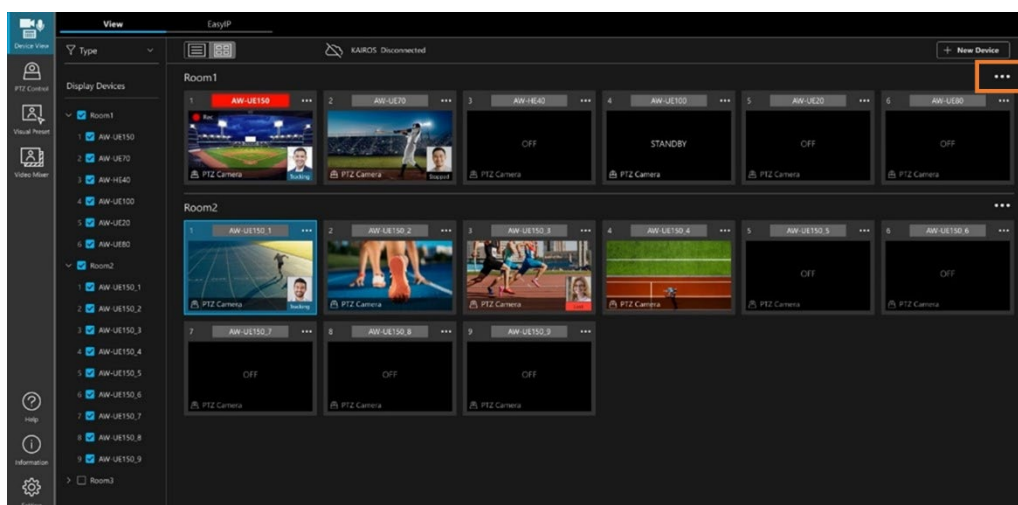 View EasyIP
Device View
Type
KAIROS Disconnected
+ New Device
PTZ Control
Display Devices
Room1
1 AW-UE150
2 AW-UE70
3 AW-HE40
4 AW-UE100
5 AW-UE20
6 AW-UE80
Room2
1 AW-UE150_1
2 AW-UE150_2
3 AW-UE150_3
4 AW-UE150_4
5 AW-UE150_5
6 AW-UE150_6
7 AW-UE150_7
8 AW-UE150_8
9 AW-UE150_9
Room3
Visual Preset
Video Mixer
Help
Information
Room1
1 AW-UE150 ••• 2 AW-UE70 ••• 3 AW-HE40 ••• 4 AW-UE100 ••• 5 AW-UE20 ••• 6 AW-UE80 •••
Rec
OFF STANDBY OFF OFF
PTZ Camera Tracking PTZ Camera Stopped PTZ Camera PTZ Camera PTZ Camera PTZ Camera
Room2
1 AW-UE150_1 ••• 2 AW-UE150_2 ••• 3 AW-UE150_3 ••• 4 AW-UE150_4 ••• 5 AW-UE150_5 ••• 6 AW-UE150_6 •••
OFF OFF
PTZ Camera Tracking PTZ Camera PTZ Camera Lost PTZ Camera PTZ Camera PTZ Camera
7 AW-UE150_7 ••• 8 AW-UE150_8 ••• 9 AW-UE150_9 •••
OFF OFF OFF
PTZ Camera PTZ Camera PTZ Camera